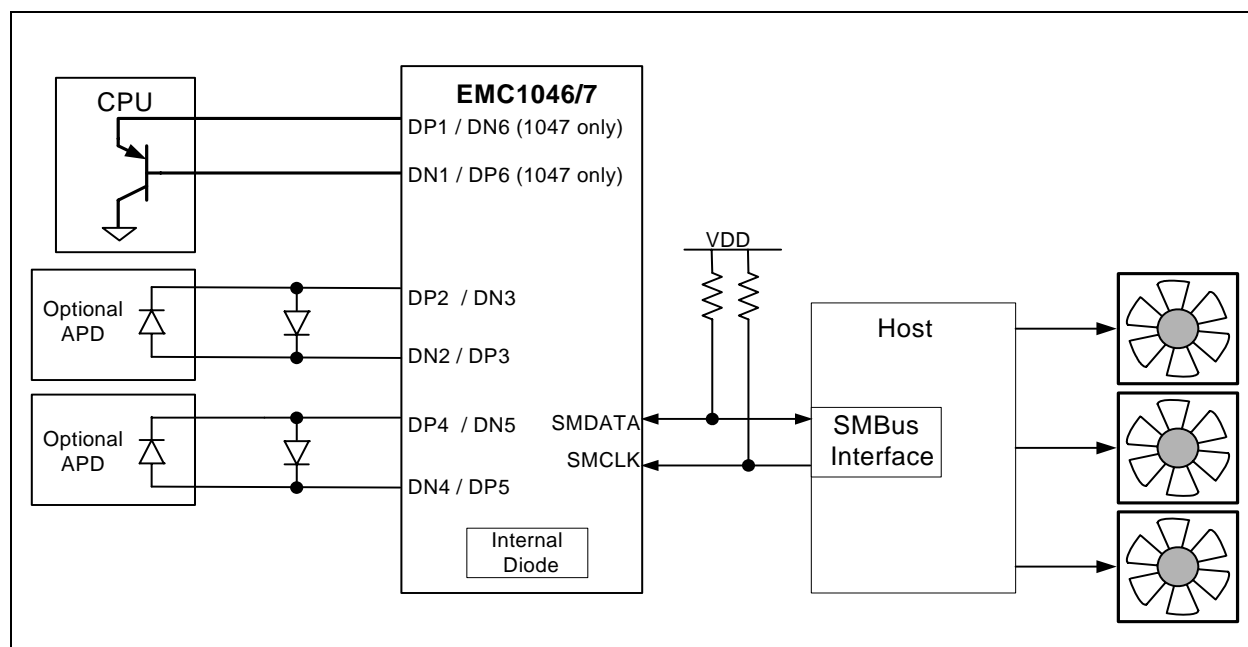 CPU
EMC1046/7
DP1 / DN6 (1047 only)
DN1 / DP6 (1047 only)
Optional
APD
DP2 / DN3
DN2 / DP3
Optional
APD
DP4 / DN5
DN4 / DP5
SMDATA
SMCLK
Internal
Diode
VDD
Host
SMBus
Interface